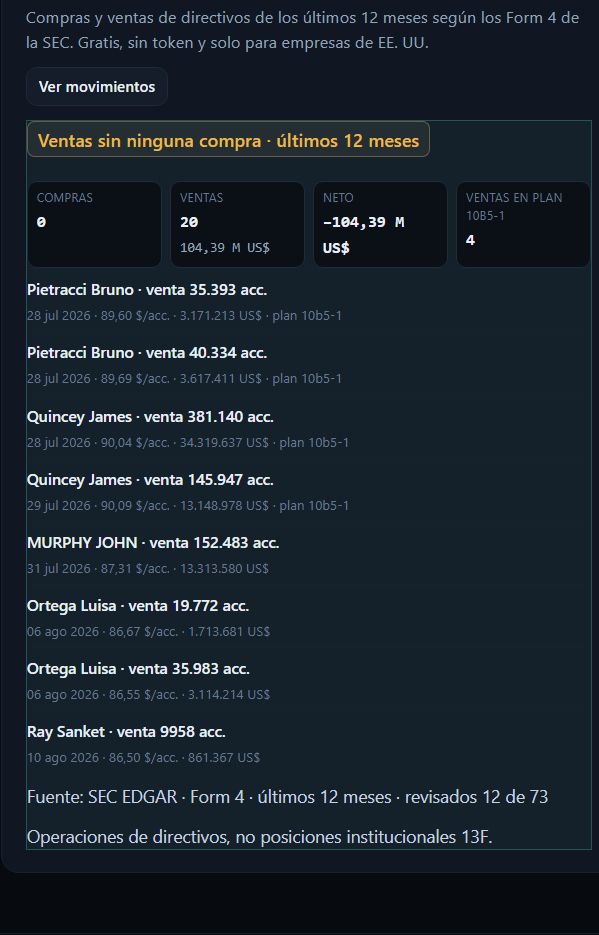 Compras y ventas de directivos de los últimos 12 meses según los Form 4 de
la SEC. Gratis, sin token y solo para empresas de EE. UU.
Ver movimientos
Ventas sin ninguna compra · últimos 12 meses
COMPRAS
0
VENTAS
20
104,39 M US$
NETO
−104,39 M
US$
VENTAS EN PLAN
10B5-1
4
Pietracci Bruno · venta 35.393 acc.
28 jul 2026 · 89,60 $/acc. · 3.171.213 US$ · plan 10b5-1
Pietracci Bruno · venta 40.334 acc.
28 jul 2026 · 89,69 $/acc. · 3.617.411 US$ · plan 10b5-1
Quincey James · venta 381.140 acc.
28 jul 2026 · 90,04 $/acc. · 34.319.637 US$ · plan 10b5-1
Quincey James · venta 145.947 acc.
29 jul 2026 · 90,09 $/acc. · 13.148.978 US$ · plan 10b5-1
MURPHY JOHN · venta 152.483 acc.
31 jul 2026 · 87,31 $/acc. · 13.313.580 US$
Ortega Luisa · venta 19.772 acc.
06 ago 2026 · 86,67 $/acc. · 1.713.681 US$
Ortega Luisa · venta 35.983 acc.
06 ago 2026 · 86,55 $/acc. · 3.114.214 US$
Ray Sanket · venta 9958 acc.
10 ago 2026 · 86,50 $/acc. · 861.367 US$
Fuente: SEC EDGAR · Form 4 · últimos 12 meses · revisados 12 de 73
Operaciones de directivos, no posiciones institucionales 13F.